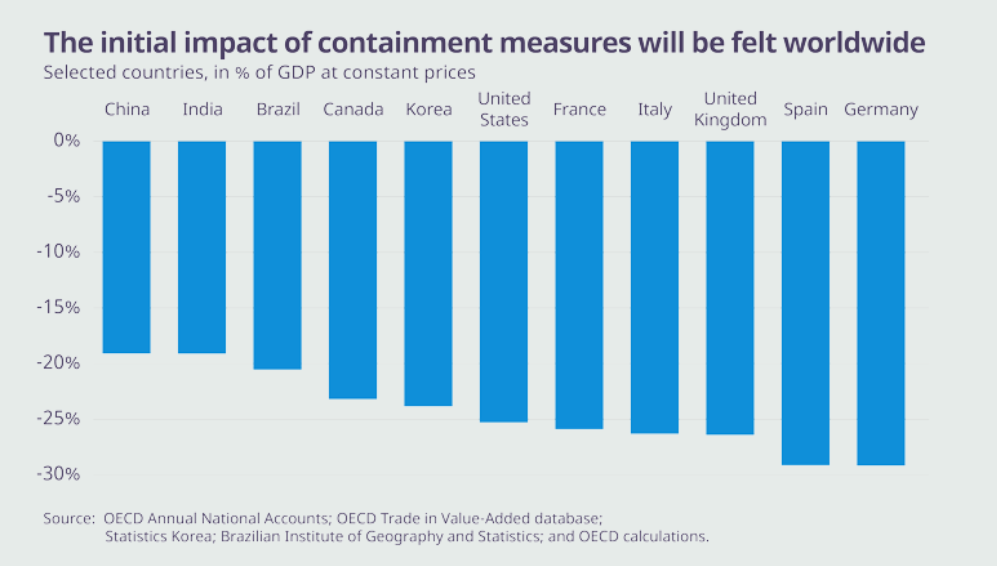 The initial impact of containment measures will be felt worldwide
Selected countries, in % of GDP at constant prices
China India Brazil Canada Korea United States France Italy United Kingdom Spain Germany
0%
-5%
-10%
-15%
-20%
-25%
-30%
Source: OECD Annual National Accounts; OECD Trade in Value-Added database;
Statistics Korea; Brazilian Institute of Geography and Statistics; and OECD calculations.